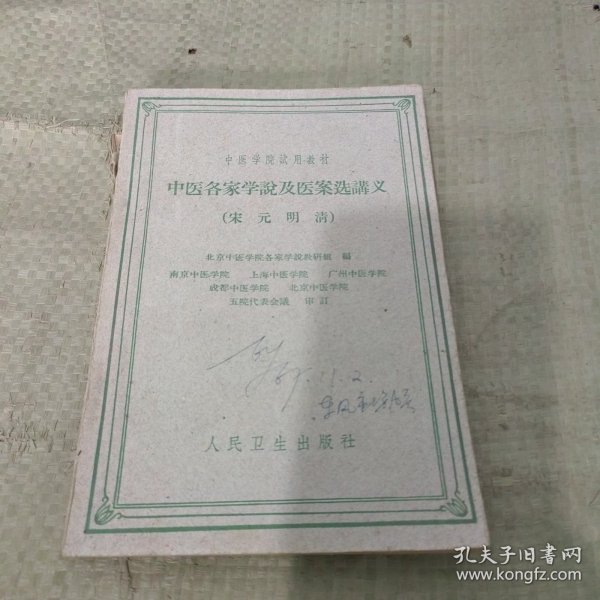 中医学院試用教材
中医各家学說及医案选講义
(宋元明清)
北京中医学院各家学說教研組 編
南京中医学院 上海中医学院 广州中医学院
成都中医学院 北京中医学院
五院代表会議 审訂
人民卫生出版社
孔夫子旧書网
www.kongfz.com